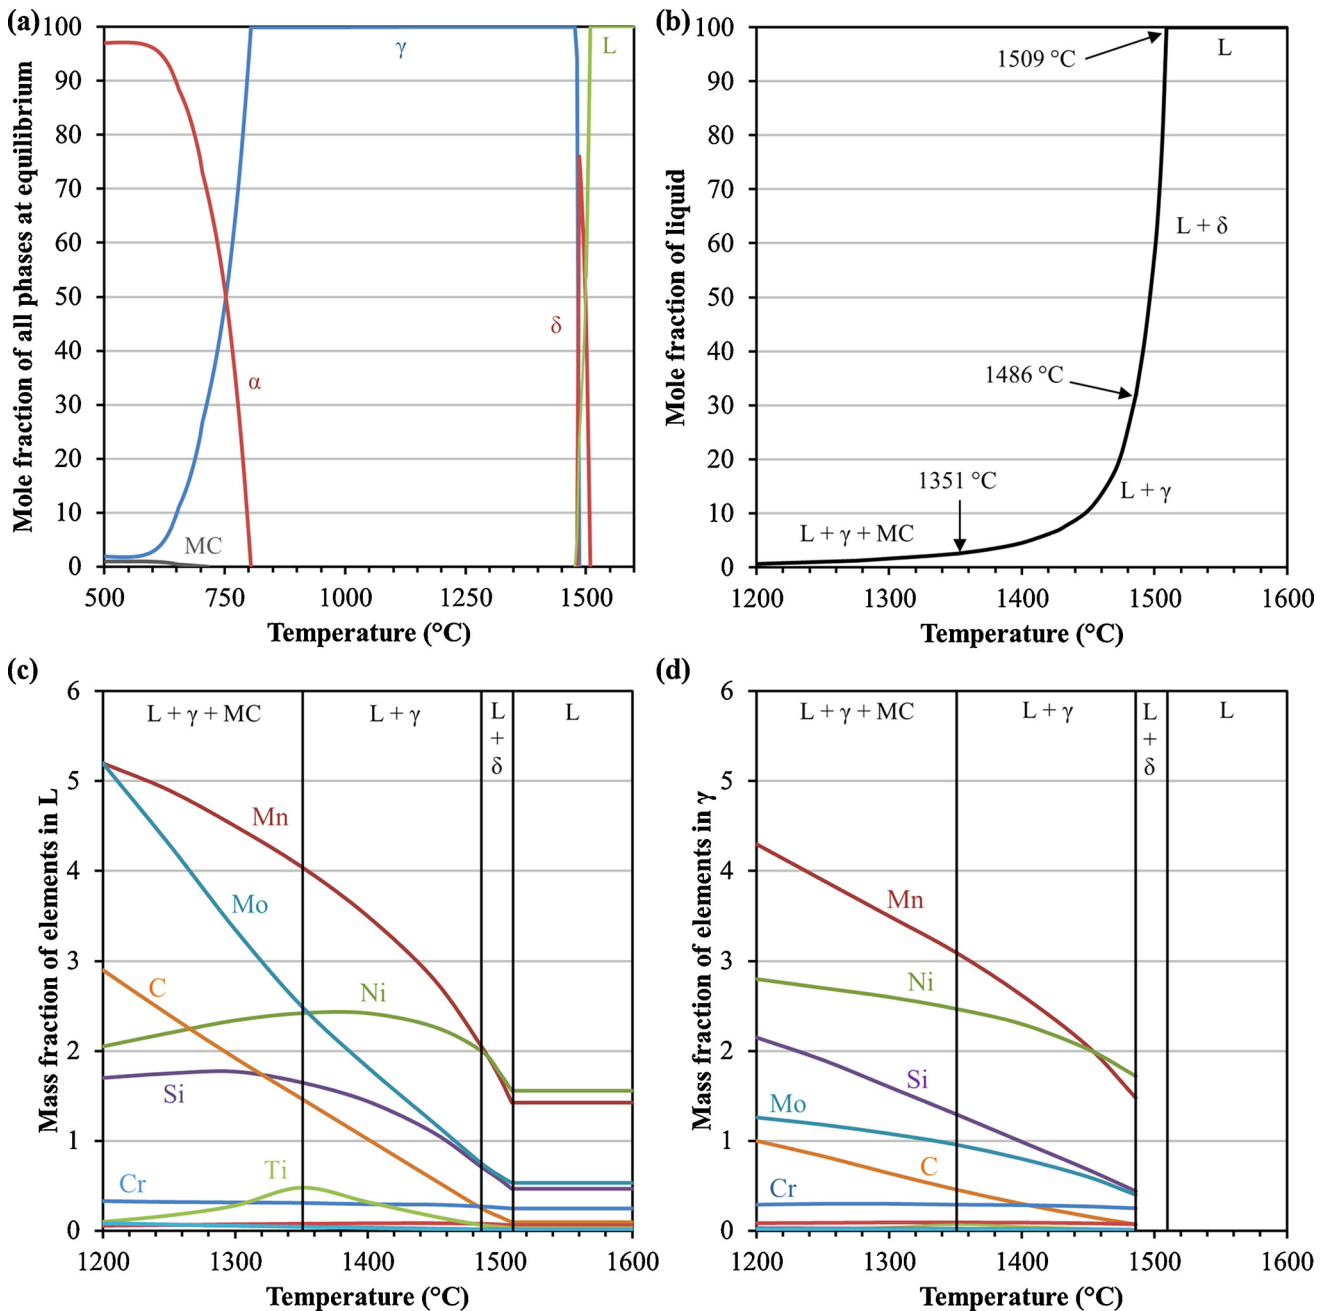 (a)
Mole fraction of all phases at equilibrium
100
90
80
70
60
50
40
30
20
10
0
γ
L
δ
α
MC
500
750
1000
1250
1500
Temperature (°C)
(b)
Mole fraction of liquid
100
90
80
70
60
50
40
30
20
10
0
1509 °C
L
L + δ
1486 °C
1351 °C
L + γ
L + γ + MC
1200
1300
1400
1500
1600
Temperature (°C)
(c)
Mass fraction of elements in L
6
5
4
3
2
1
0
L + γ + MC
L + γ
L
+
δ
L
Mn
Mo
C
Ni
Si
Ti
Cr
1200
1300
1400
1500
1600
Temperature (°C)
(d)
Mass fraction of elements in γ
6
5
4
3
2
1
0
L + γ + MC
L + γ
L
+
δ
L
Mn
Ni
Si
Mo
C
Cr
1200
1300
1400
1500
1600
Temperature (°C)